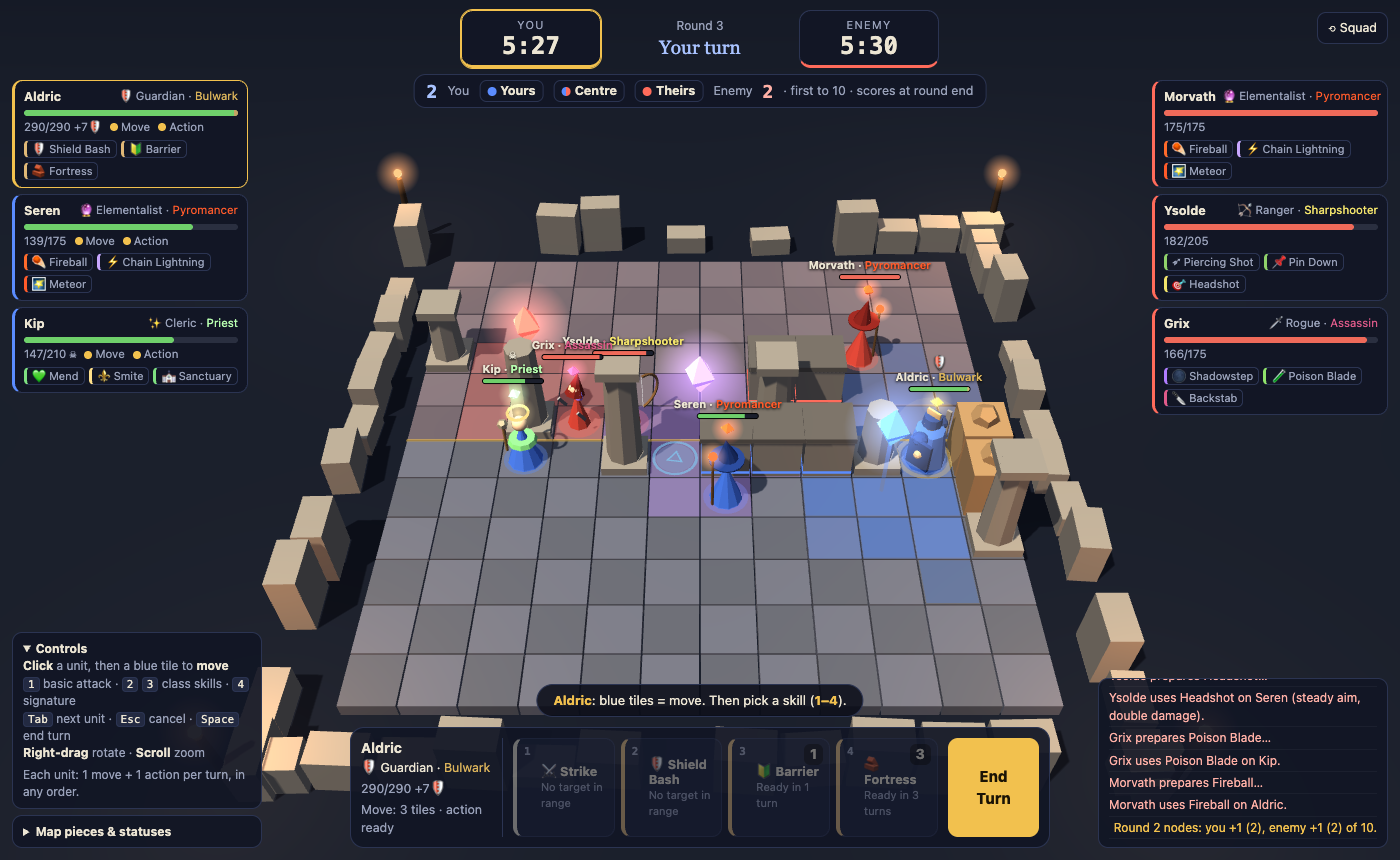 YOU
5:27
Round 3
Your turn
ENEMY
5:30
Squad
2 You Yours Centre Theirs Enemy 2 · first to 10 · scores at round end
Aldric Guardian · Bulwark
290/290 +7 Move Action
Shield Bash Barrier
Fortress
Seren Elementalist · Pyromancer
139/175 Move Action
Fireball Chain Lightning
Meteor
Kip Cleric · Priest
147/210 Move Action
Mend Smite Sanctuary
Morvath Elementalist · Pyromancer
175/175
Fireball Chain Lightning
Meteor
Ysolde Ranger · Sharpshooter
182/205
Piercing Shot Pin Down
Headshot
Grix Rogue · Assassin
166/175
Shadowstep Poison Blade
Backstab
Morvath · Pyromancer
Ysolde · Sharpshooter
Grix · Assassin
Kip · Priest
Aldric · Bulwark
Seren · Pyromancer
▼ Controls
Click a unit, then a blue tile to move
1 basic attack · 2 3 class skills · 4
signature
Tab next unit · Esc cancel · Space
end turn
Right-drag rotate · Scroll zoom
Each unit: 1 move + 1 action per turn, in
any order.
▶ Map pieces & statuses
Aldric: blue tiles = move. Then pick a skill (1–4).
Aldric
Guardian · Bulwark
290/290 +7
Move: 3 tiles · action
ready
1 Strike
No target in
range
2 Shield
Bash
No target in
range
3 Barrier 1
Ready in 1
turn
4 Fortress 3
Ready in 3
turns
End
Turn
Ysolde prepares Headshot...
Ysolde uses Headshot on Seren (steady aim,
double damage).
Grix prepares Poison Blade...
Grix uses Poison Blade on Kip.
Morvath prepares Fireball...
Morvath uses Fireball on Aldric.
Round 2 nodes: you +1 (2), enemy +1 (2) of 10.